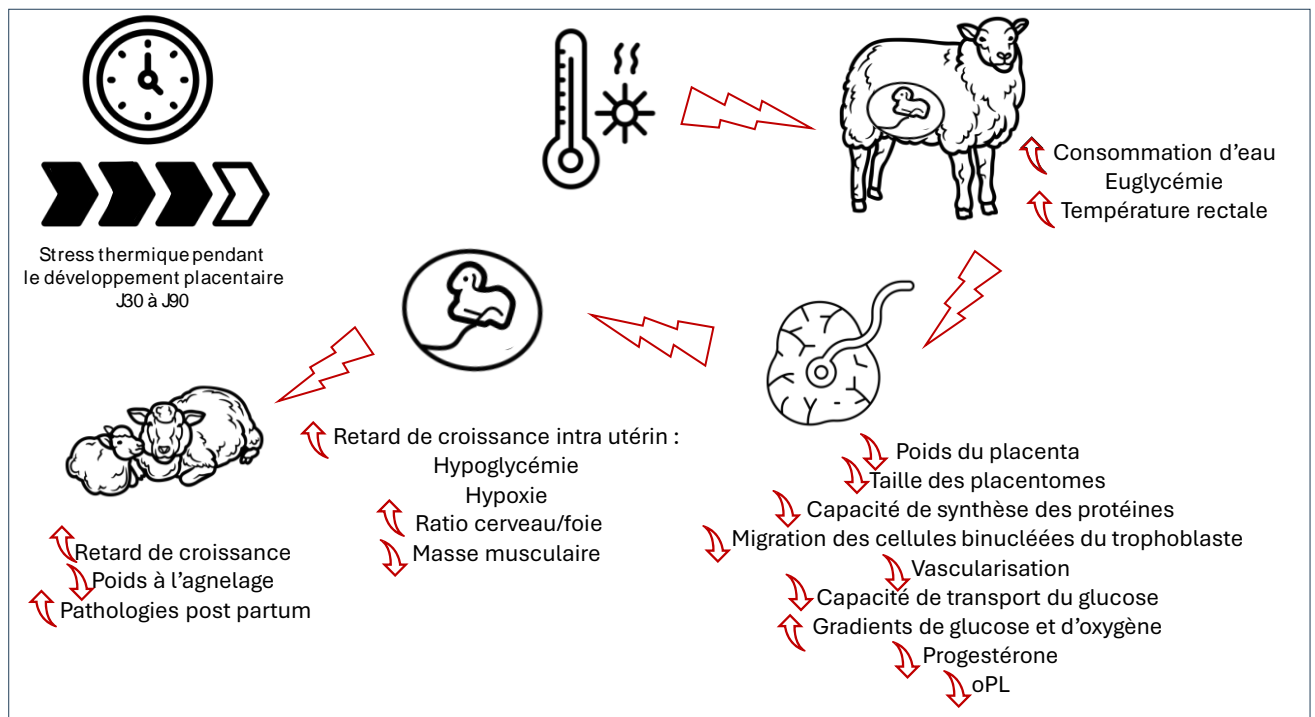 Stress thermique pendant
le développement placentaire
J30 à J90
Consommation d'eau
Euglycémie
Température rectale
Retard de croissance intra utérin :
Hypoglycémie
Hypoxie
Ratio cerveau/foie
Masse musculaire
Retard de croissance
Poids à l'agnelage
Pathologies post partum
Poids du placenta
Taille des placentomes
Capacité de synthèse des protéines
Migration des cellules binucléées du trophoblaste
Vascularisation
Capacité de transport du glucose
Gradients de glucose et d'oxygène
Progestérone
oPL